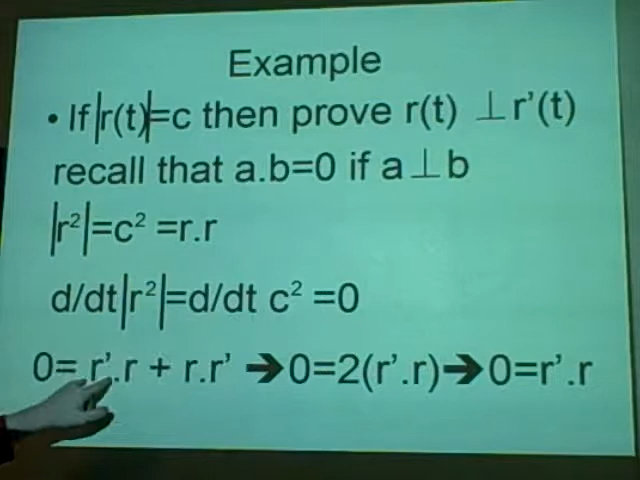 Example
• If |r(t)|=c then prove r(t) ⊥r'(t)
recall that a.b=0 if a⊥b
|r²|=c² =r.r
d/dt|r²|=d/dt c² =0
0= r'.r + r.r' ➔0=2(r'.r)➔0=r'.r